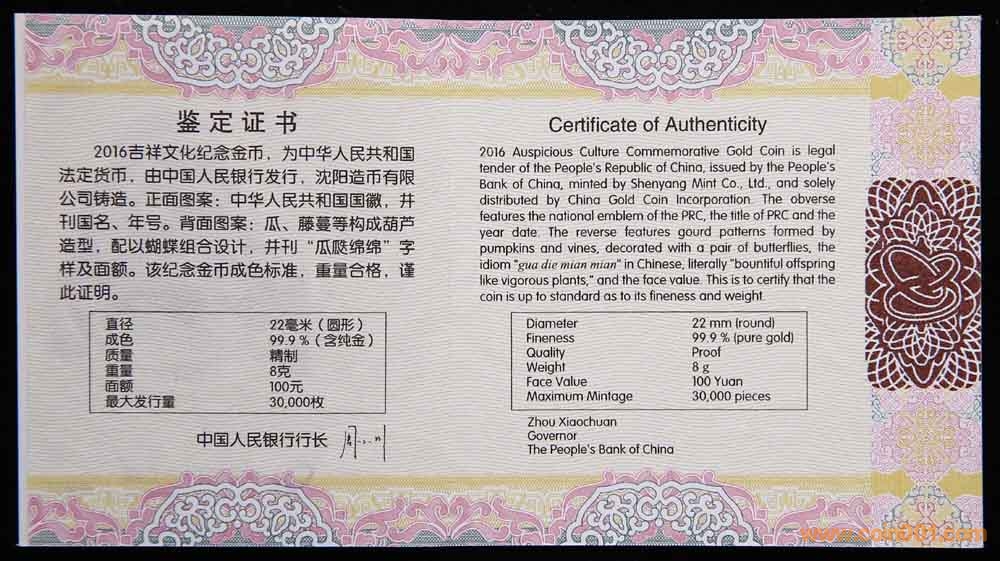 鉴定证书
2016吉祥文化纪念金币，为中华人民共和国
法定货币，由中国人民银行发行，沈阳造币有限
公司铸造。正面图案：中华人民共和国国徽，并
刊国名、年号。背面图案：瓜、藤蔓等构成葫芦
造型，配以蝴蝶组合设计，并刊“瓜瓞绵绵”字
样及面额。该纪念金币成色标准，重量合格，谨
此证明。
直径 22毫米（圆形）
成色 99.9％（含纯金）
质量 精制
重量 8克
面额 100元
最大发行量 30,000枚
中国人民银行行长
Certificate of Authenticity
2016 Auspicious Culture Commemorative Gold Coin is legal
tender of the People's Republic of China, issued by the People's
Bank of China, minted by Shenyang Mint Co., Ltd., and solely
distributed by China Gold Coin Incorporation. The obverse
features the national emblem of the PRC, the title of PRC and the
year date. The reverse features gourd patterns formed by
pumpkins and vines, decorated with a pair of butterflies, the
idiom "gua die mian mian" in Chinese, literally "bountiful offspring
like vigorous plants," and the face value. This is to certify that the
coin is up to standard as to its fineness and weight.
Diameter 22 mm (round)
Fineness 99.9 % (pure gold)
Quality Proof
Weight 8 g
Face Value 100 Yuan
Maximum Mintage 30,000 pieces
Zhou Xiaochuan
Governor
The People's Bank of China